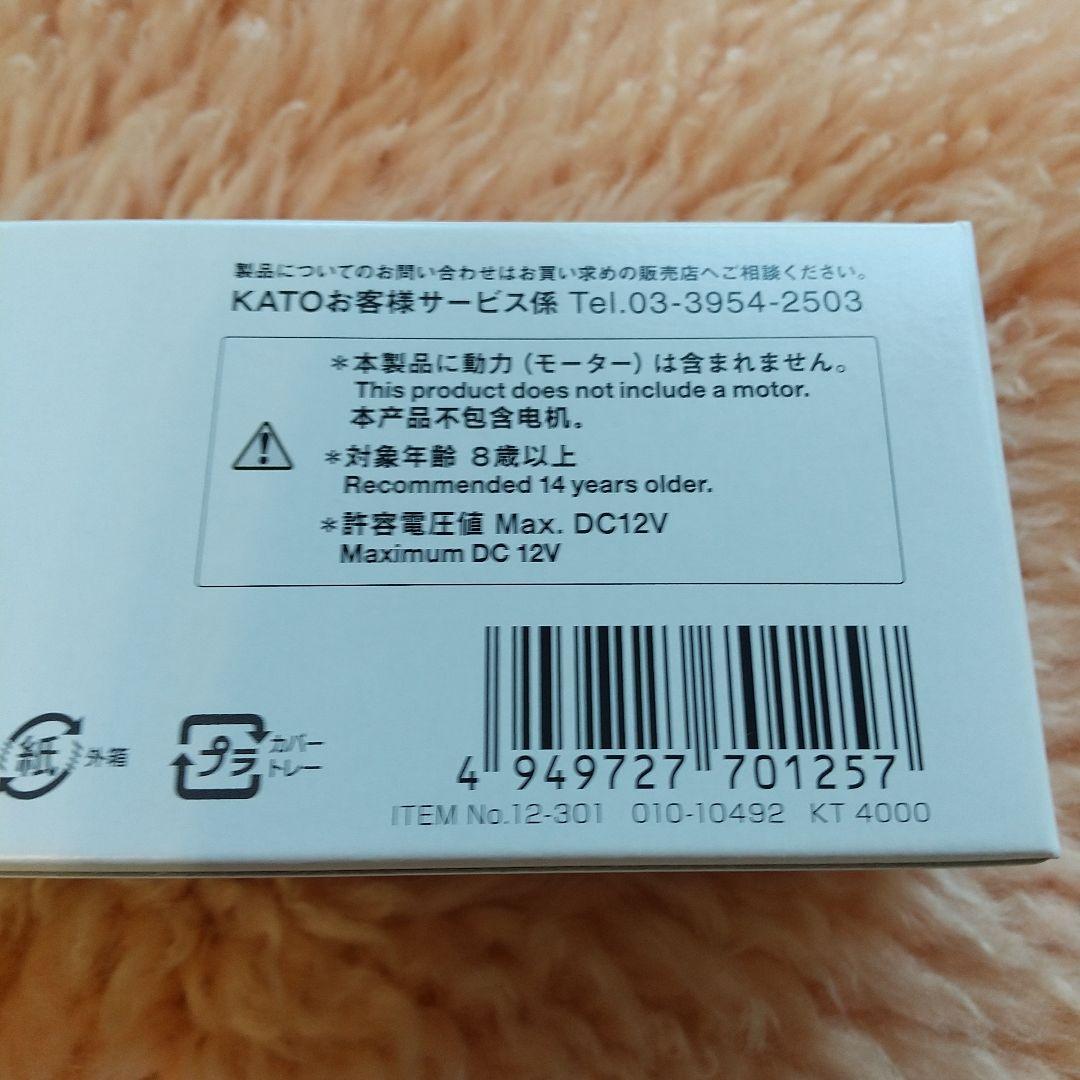 製品についてのお問い合わせはお買い求めの販売店へご相談ください。
KATOお客様サービス係 Tel.03-3954-2503
*本製品に動力(モーター)は含まれません。
This product does not include a motor.
本产品不包含电机。
*対象年齢 8歳以上
Recommended 14 years older.
*許容電圧値 Max. DC12V
Maximum DC 12V
紙 外箱
プラ カバー
トレー
4 949727 701257
ITEM No.12-301 010-10492 KT 4000